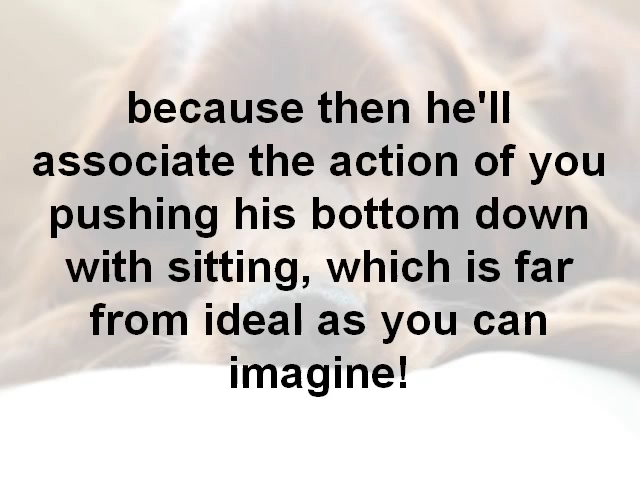 because then he'll
associate the action of you
pushing his bottom down
with sitting, which is far
from ideal as you can
imagine!